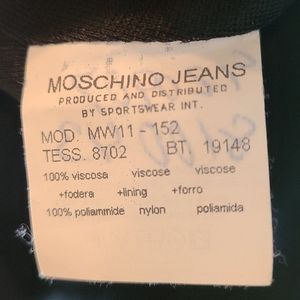 MOSCHINO JEANS
PRODUCED AND DISTRIBUTED
BY SPORTSWEAR INT.
MOD. MW11 - 152
TESS. 8702 BT. 19148
100% viscosa viscose viscose
+fodera +lining +forro
100% poliammide nylon poliamida